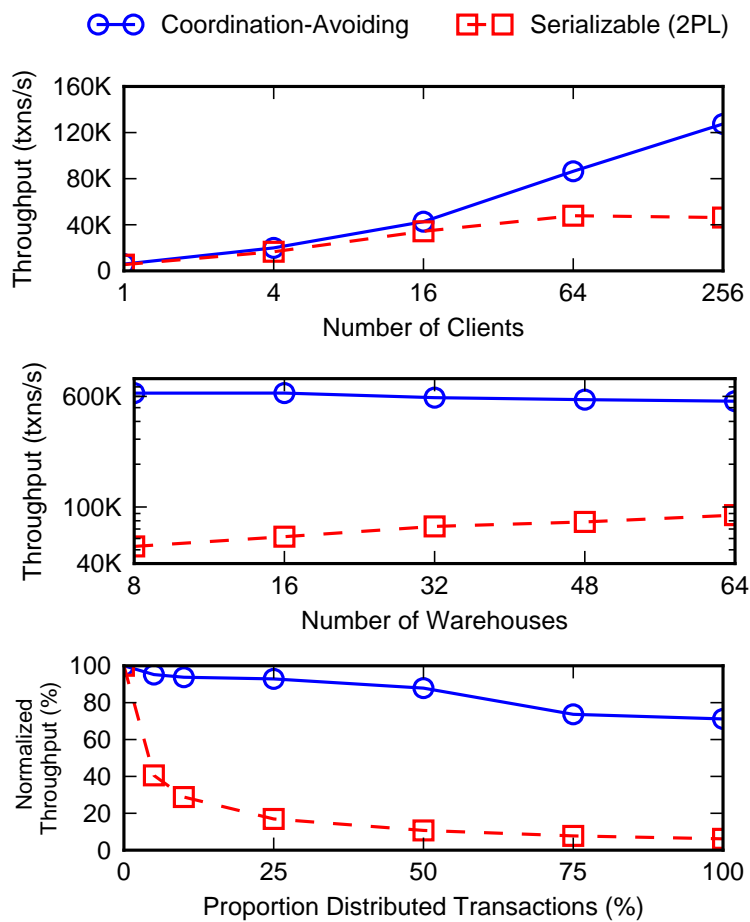 Coordination-Avoiding Serializable (2PL)
160K
120K
80K
40K
0
Throughput (txns/s)
1 4 16 64 256
Number of Clients
600K
100K
40K
Throughput (txns/s)
8 16 32 48 64
Number of Warehouses
100
80
60
40
20
0
Normalized
Throughput (%)
0 25 50 75 100
Proportion Distributed Transactions (%)